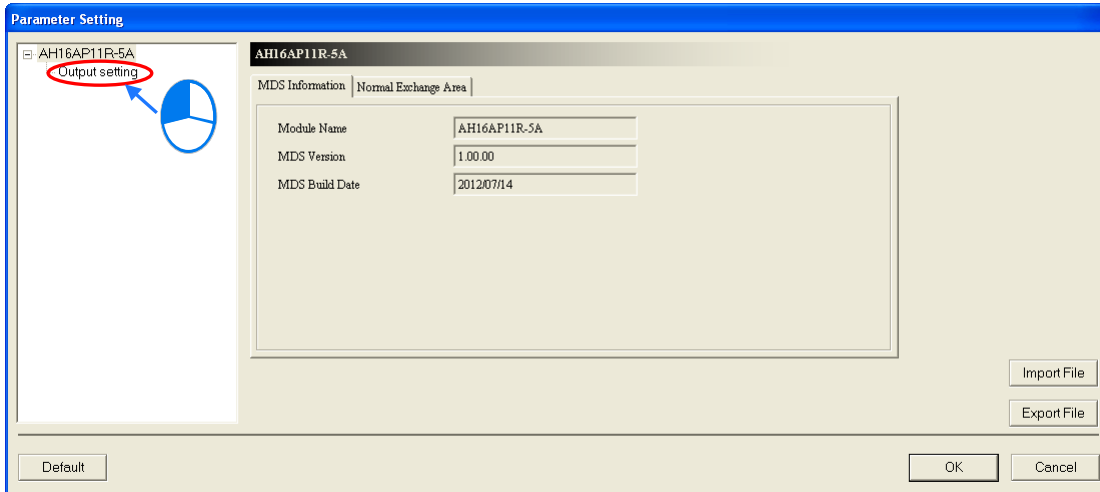 Parameter Setting
AH16AP11R-5A
Output setting
AH16AP11R-5A
MDS Information
Normal Exchange Area
Module Name
AH16AP11R-5A
MDS Version
1.00.00
MDS Build Date
2012/07/14
Import File
Export File
Default
OK
Cancel